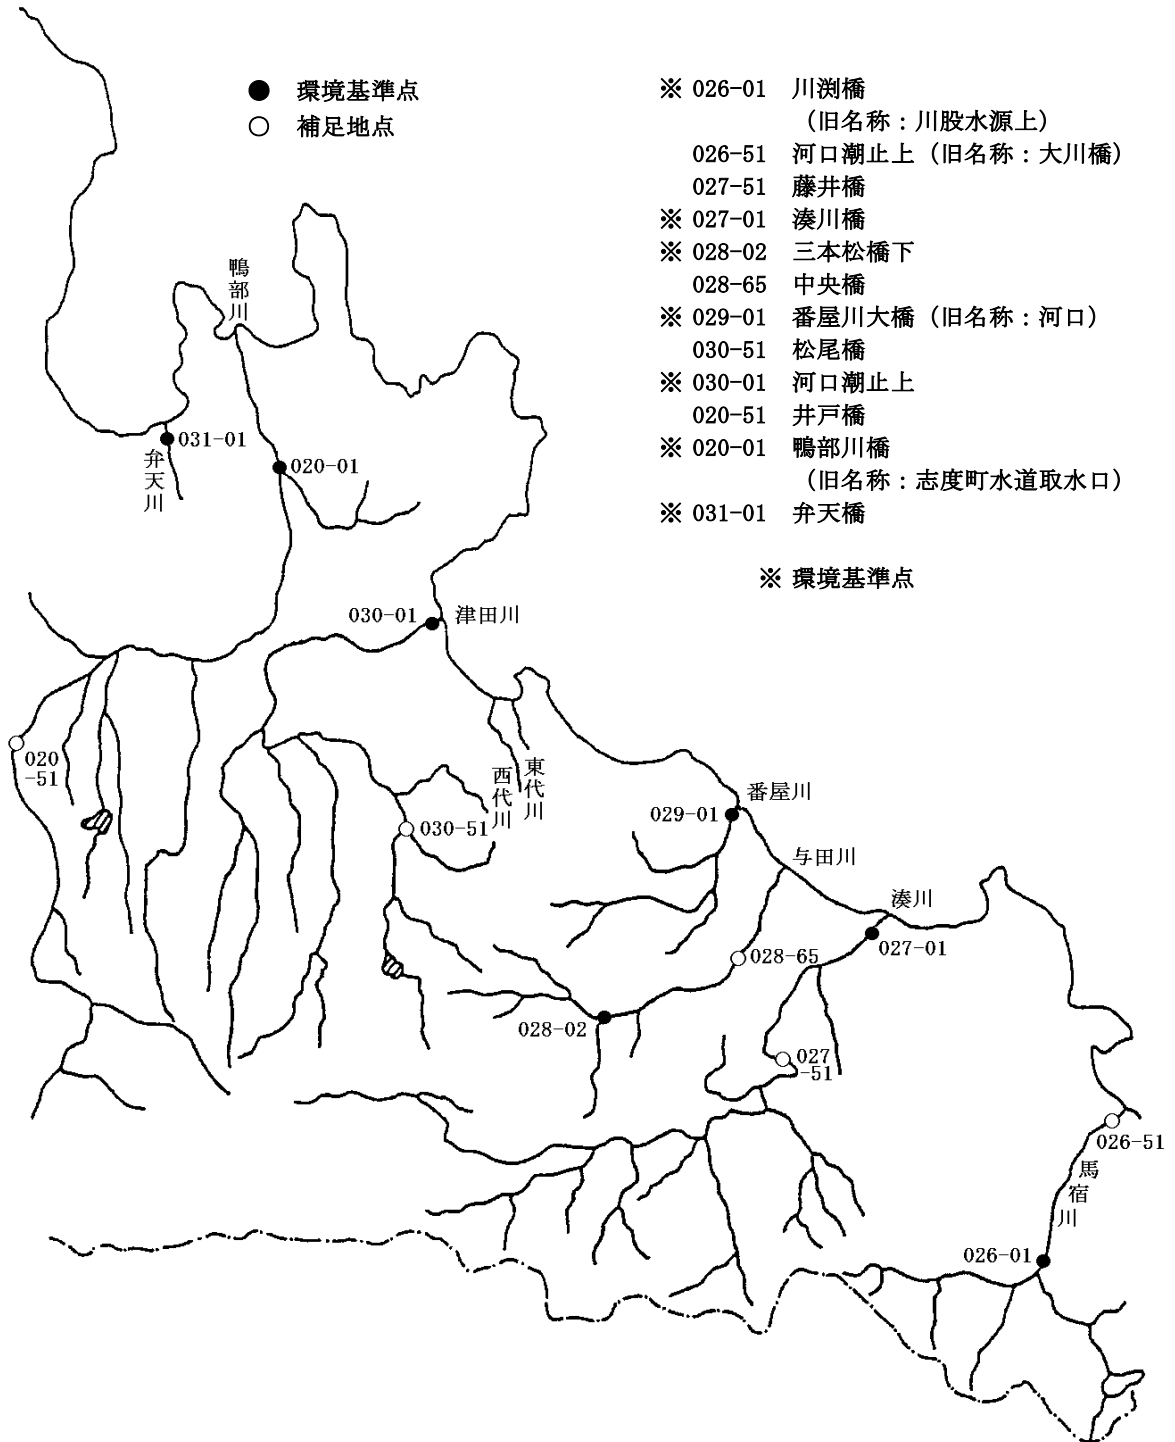 ● 環境基準点
○ 補足地点
※ 026-01 川渕橋
（旧名称：川股水源上）
026-51 河口潮止上（旧名称：大川橋）
027-51 藤井橋
※ 027-01 湊川橋
※ 028-02 三本松橋下
028-65 中央橋
※ 029-01 番屋川大橋（旧名称：河口）
030-51 松尾橋
※ 030-01 河口潮止上
020-51 井戸橋
※ 020-01 鴨部川橋
（旧名称：志度町水道取水口）
※ 031-01 弁天橋
※ 環境基準点
鴨部川
031-01
弁天川
020-01
030-01
津田川
020
-51
西代川
東代川
030-51
番屋川
029-01
与田川
湊川
027-01
028-65
028-02
027
-51
026-51
馬宿川
026-01